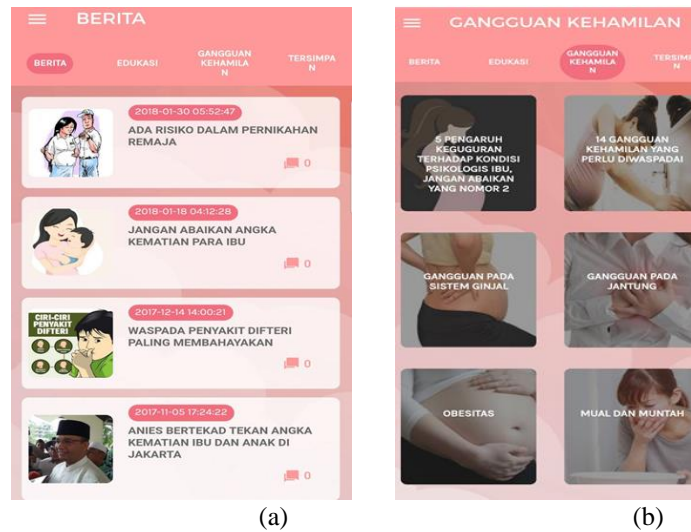 BERITA
BERITA
EDUKASI
GANGGUAN
KEHAMILA
N
TERSIMPA
N
2018-01-30 05:52:47
ADA RISIKO DALAM PERNIKAHAN
REMAJA
0
2018-01-18 04:12:28
JANGAN ABAIKAN ANGKA
KEMATIAN PARA IBU
0
CIRI-CIRI
PENYAKIT
DIFTERI
2017-12-14 14:00:21
WASPADA PENYAKIT DIFTERI
PALING MEMBAHAYAKAN
0
2017-11-05 17:24:22
ANIES BERTEKAD TEKAN ANGKA
KEMATIAN IBU DAN ANAK DI
JAKARTA
0
(a)
GANGGUAN KEHAMILAN
BERITA
EDUKASI
GANGGUAN
KEHAMILA
N
TERSIM
N
5 PENGARUH
KEGUGURAN
TERHADAP KONDISI
PSIKOLOGIS IBU,
JANGAN ABAIKAN
YANG NOMOR 2
14 GANGGUAN
KEHAMILAN YANG
PERLU DIWASPADAI
GANGGUAN PADA
SISTEM GINJAL
GANGGUAN PADA
JANTUNG
OBESITAS
MUAL DAN MUNTAH
(b)